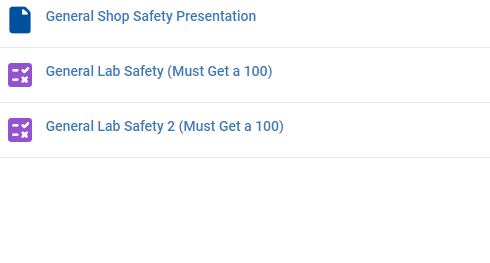 General Shop Safety Presentation
General Lab Safety (Must Get a 100)
General Lab Safety 2 (Must Get a 100)